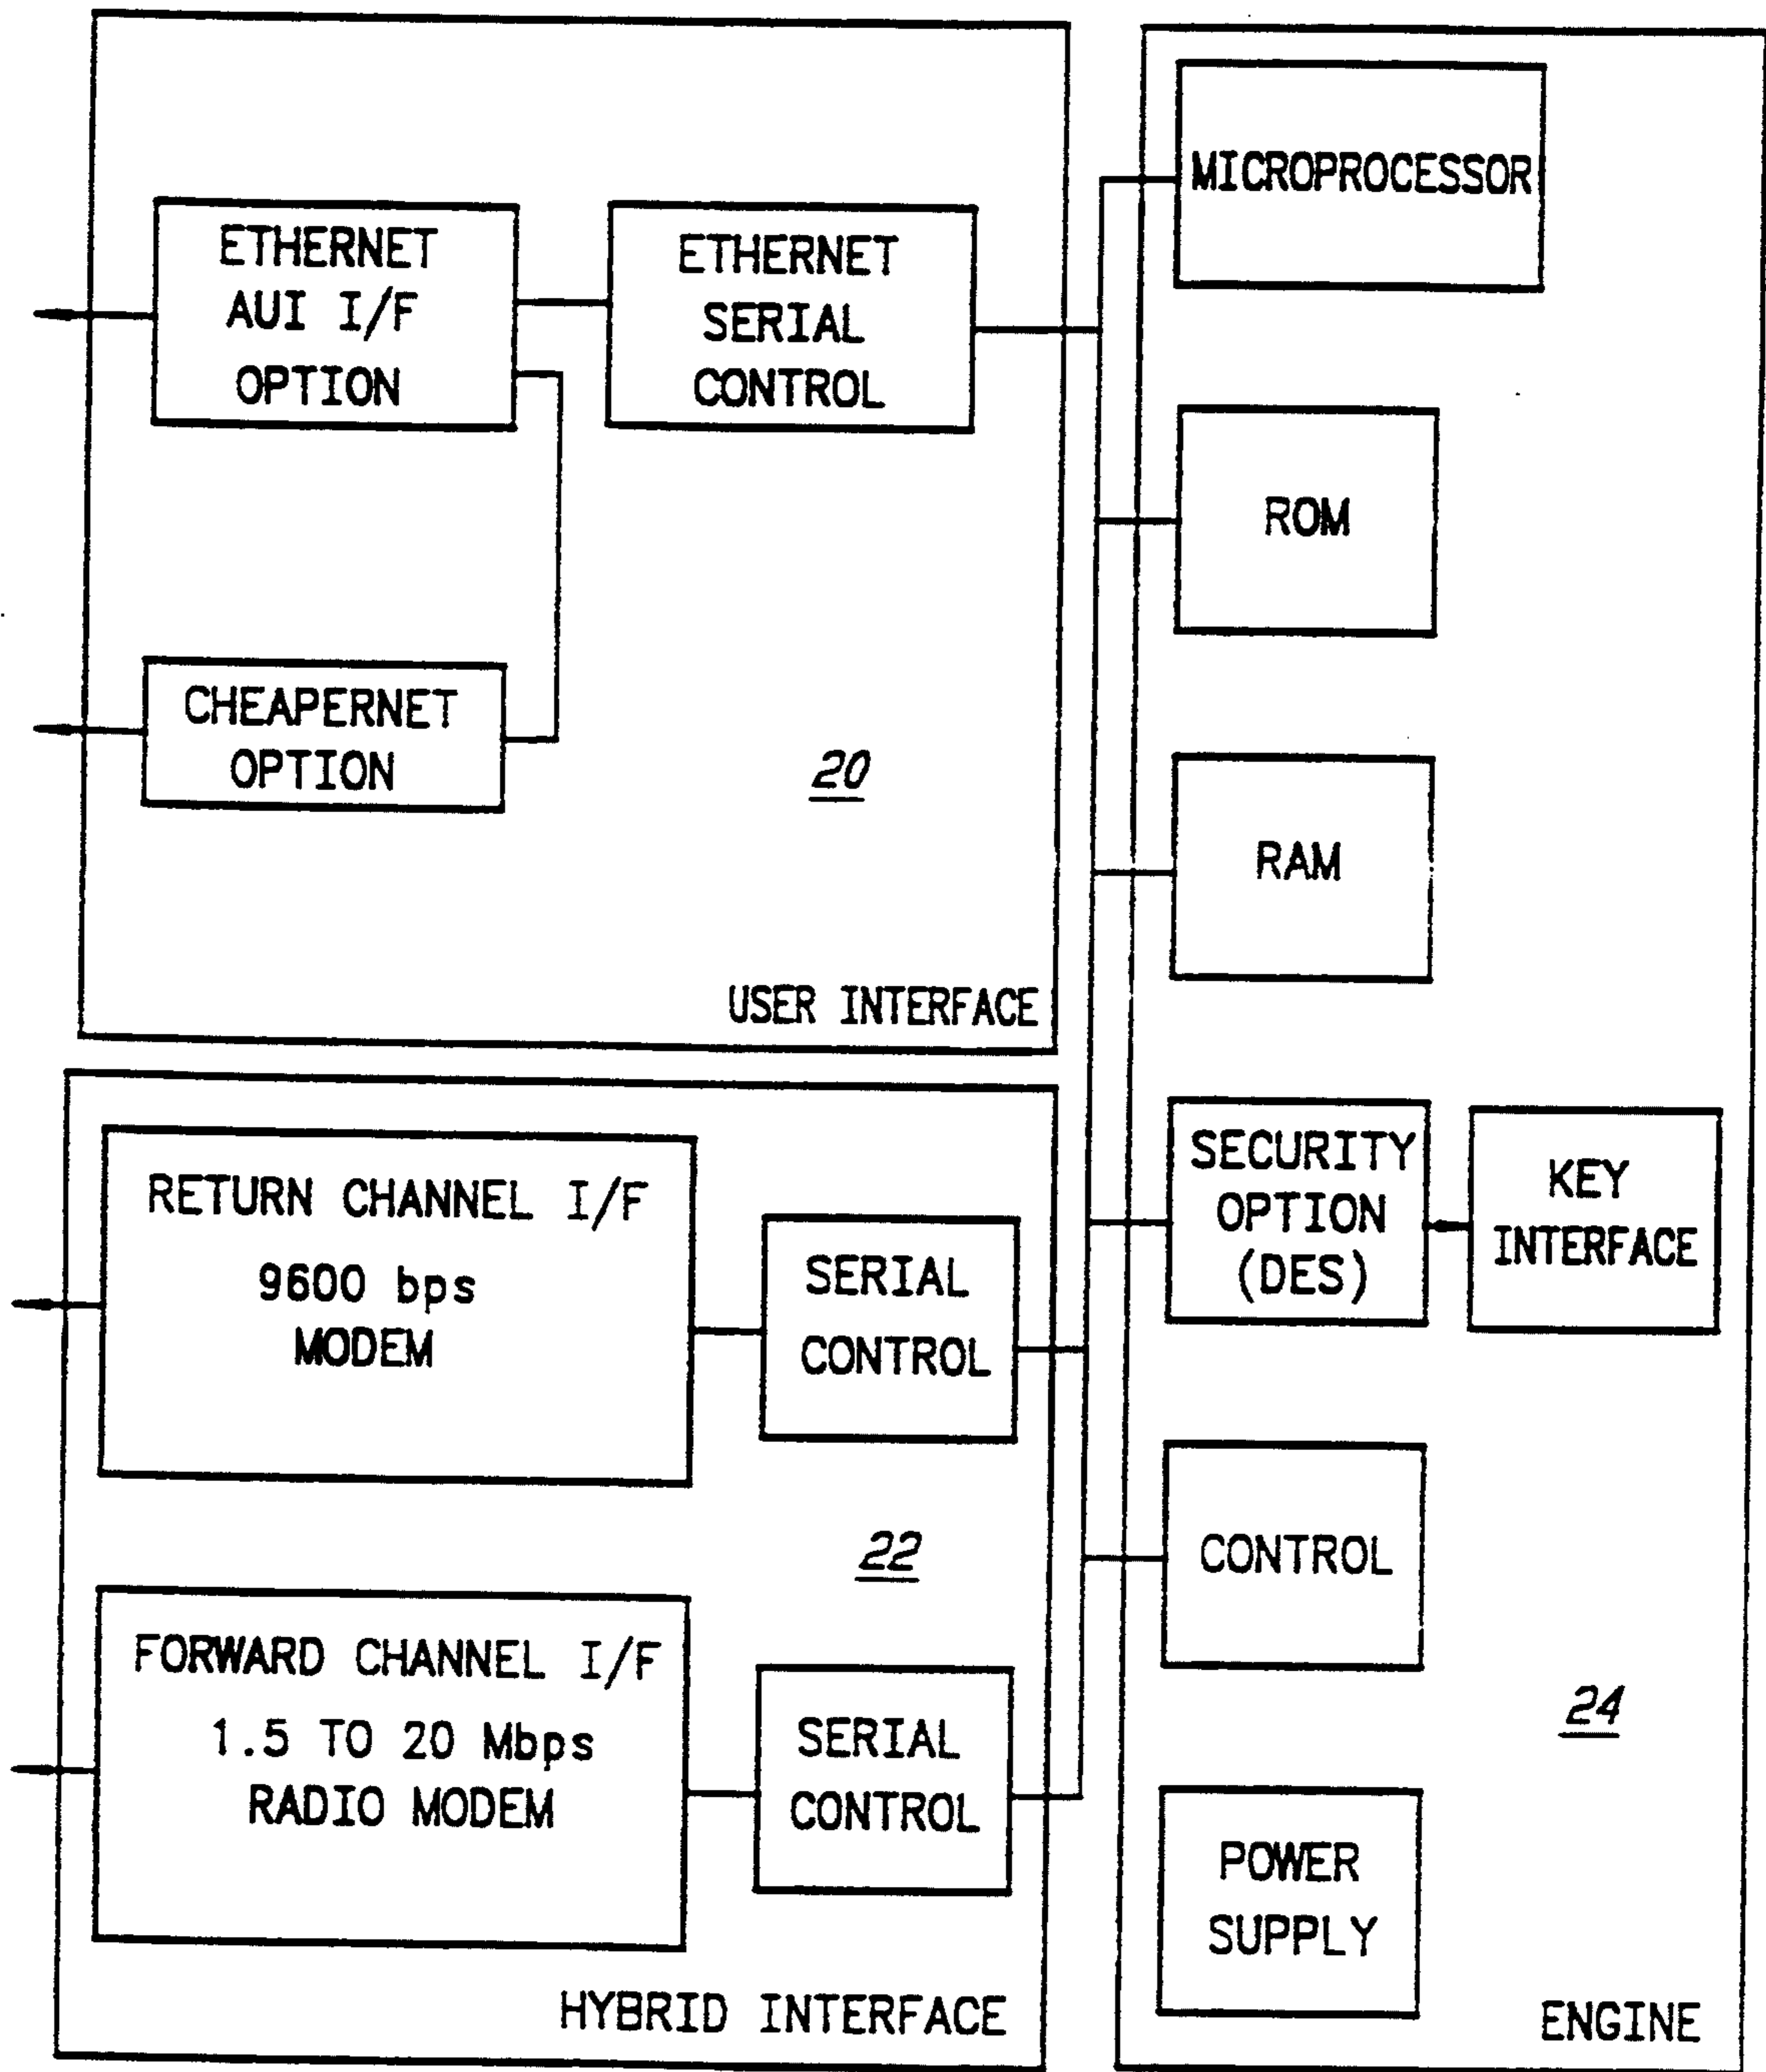 ETHERNET
AUI I/F
OPTION
ETHERNET
SERIAL
CONTROL
CHEAPERNET
OPTION
20
USER INTERFACE
RETURN CHANNEL I/F
9600 bps
MODEM
SERIAL
CONTROL
22
FORWARD CHANNEL I/F
1.5 TO 20 Mbps
RADIO MODEM
SERIAL
CONTROL
HYBRID INTERFACE
MICROPROCESSOR
ROM
RAM
SECURITY
OPTION
(DES)
KEY
INTERFACE
CONTROL
24
POWER
SUPPLY
ENGINE